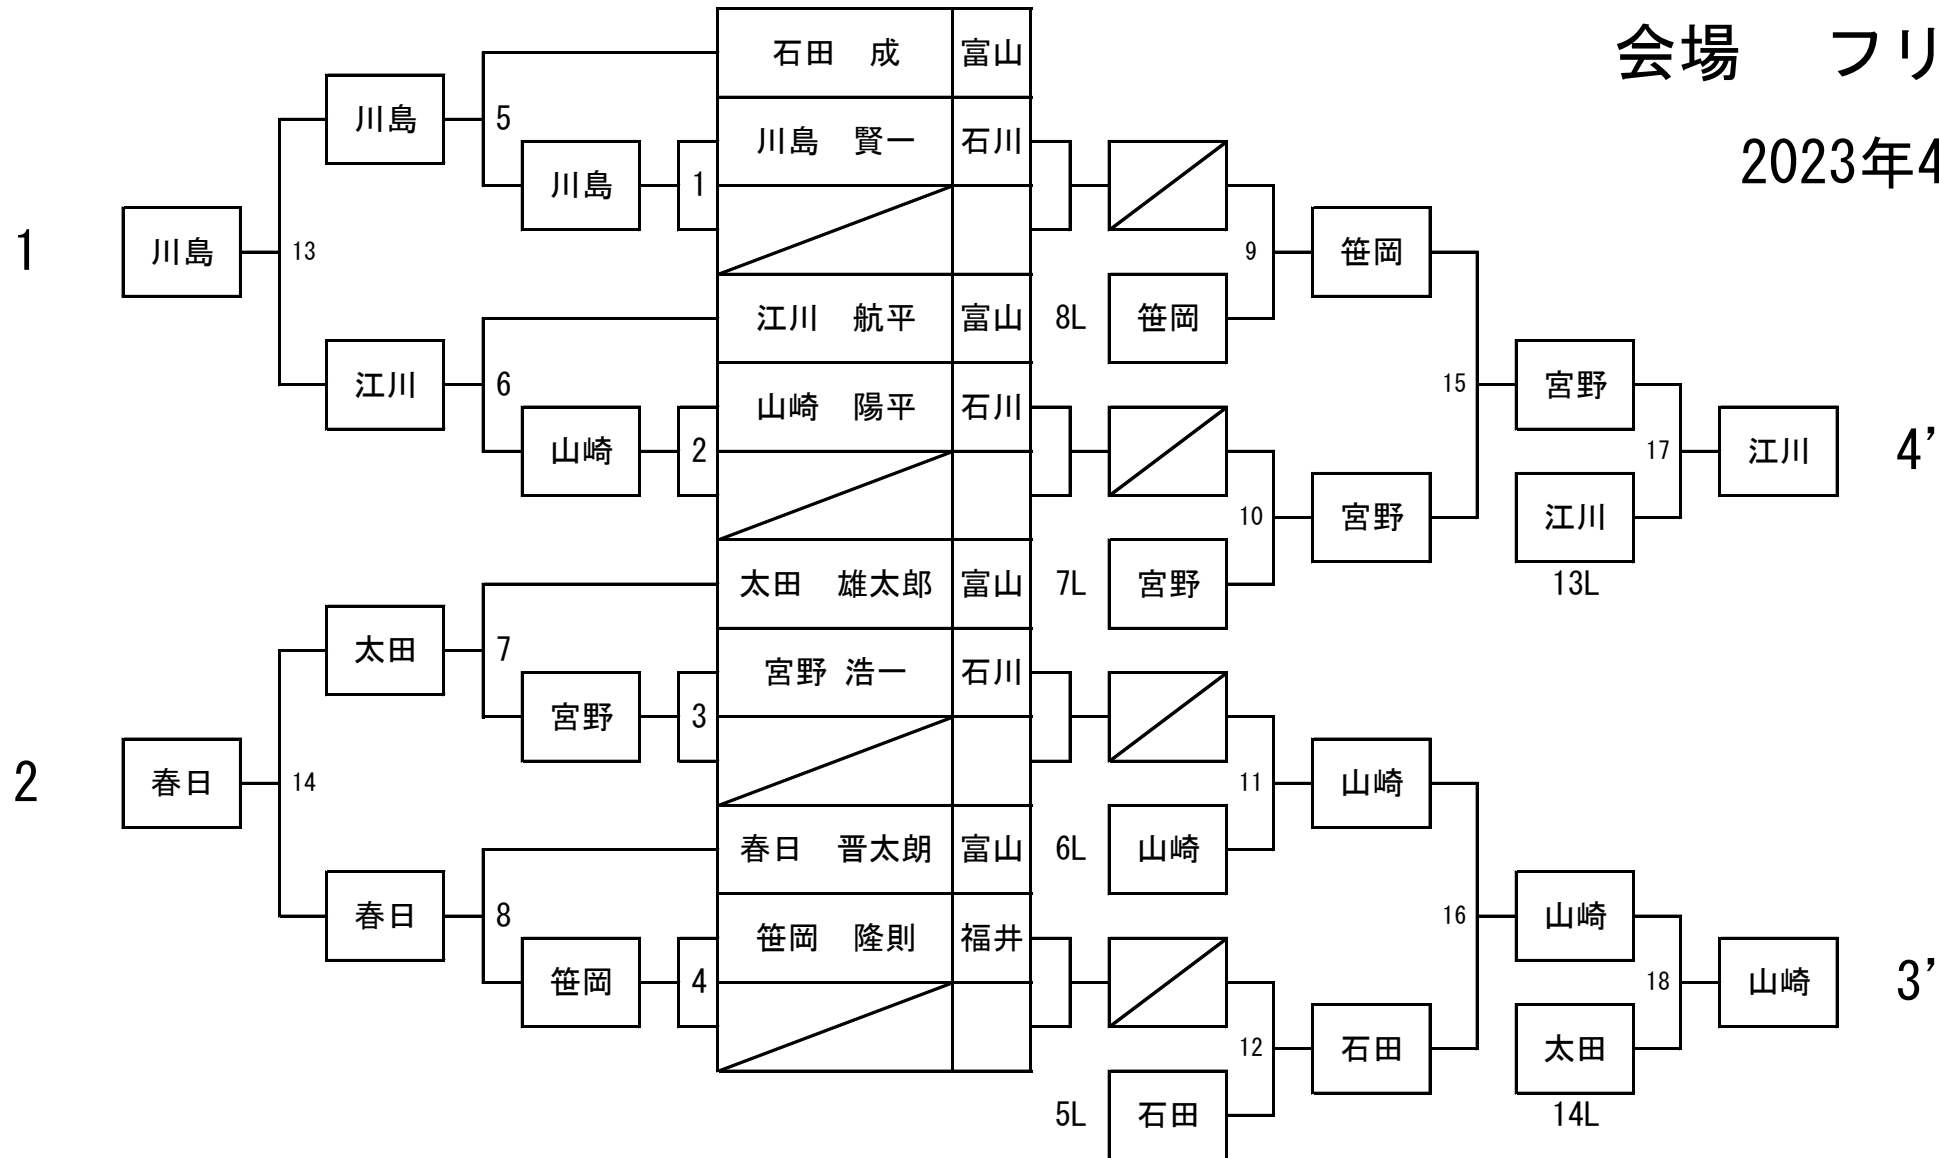 石田　成　富山
会場　フリ
川島　5
川島　賢一　石川
2023年4
川島　1
1　川島　13　9　笹岡
江川　航平　富山　8L　笹岡
江川　6　15　宮野
山崎　陽平　石川
山崎　2　17　江川　4’
宮野　江川
10
太田　雄太郎　富山　7L　宮野　13L
太田　7
宮野　浩一　石川
宮野　3
2　春日　14　11　山崎
春日　晋太朗　富山　6L　山崎
春日　8　16　山崎
笹岡　隆則　福井
笹岡　4　18　山崎　3’
12　石田　太田
5L　石田　14L